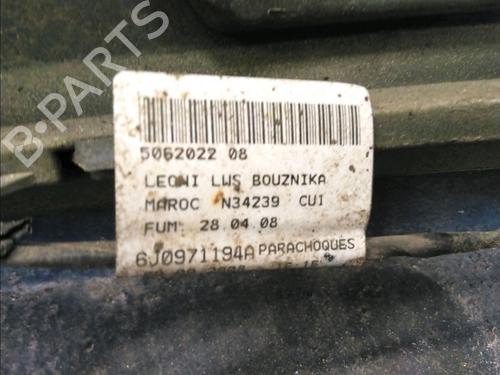 B-PARTS
5062022 08
LEONI LWS BOUZNIKA
MAROC N34239 CUI
FUM: 28.04.08
6J0971194A PARACHOQUES